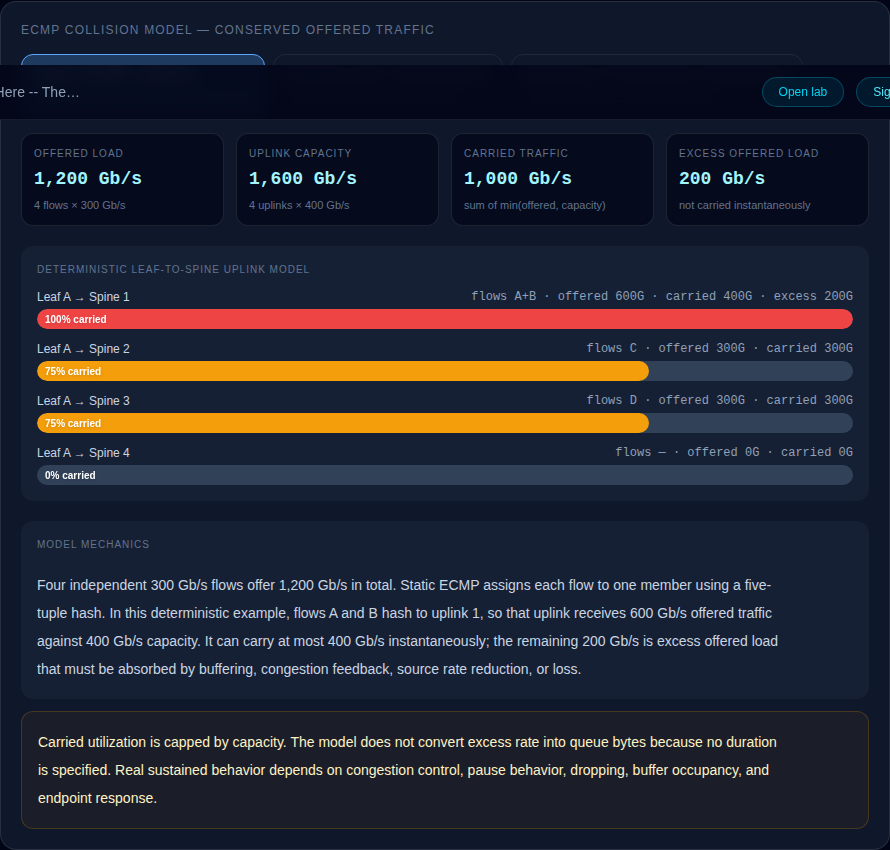 ECMP COLLISION MODEL — CONSERVED OFFERED TRAFFIC
Here -- The…
Open lab
OFFERED LOAD
1,200 Gb/s
4 flows × 300 Gb/s
UPLINK CAPACITY
1,600 Gb/s
4 uplinks × 400 Gb/s
CARRIED TRAFFIC
1,000 Gb/s
sum of min(offered, capacity)
EXCESS OFFERED LOAD
200 Gb/s
not carried instantaneously
DETERMINISTIC LEAF-TO-SPINE UPLINK MODEL
Leaf A → Spine 1
flows A+B · offered 600G · carried 400G · excess 200G
100% carried
Leaf A → Spine 2
flows C · offered 300G · carried 300G
75% carried
Leaf A → Spine 3
flows D · offered 300G · carried 300G
75% carried
Leaf A → Spine 4
flows — · offered 0G · carried 0G
0% carried
MODEL MECHANICS
Four independent 300 Gb/s flows offer 1,200 Gb/s in total. Static ECMP assigns each flow to one member using a five-
tuple hash. In this deterministic example, flows A and B hash to uplink 1, so that uplink receives 600 Gb/s offered traffic
against 400 Gb/s capacity. It can carry at most 400 Gb/s instantaneously; the remaining 200 Gb/s is excess offered load
that must be absorbed by buffering, congestion feedback, source rate reduction, or loss.
Carried utilization is capped by capacity. The model does not convert excess rate into queue bytes because no duration
is specified. Real sustained behavior depends on congestion control, pause behavior, dropping, buffer occupancy, and
endpoint response.